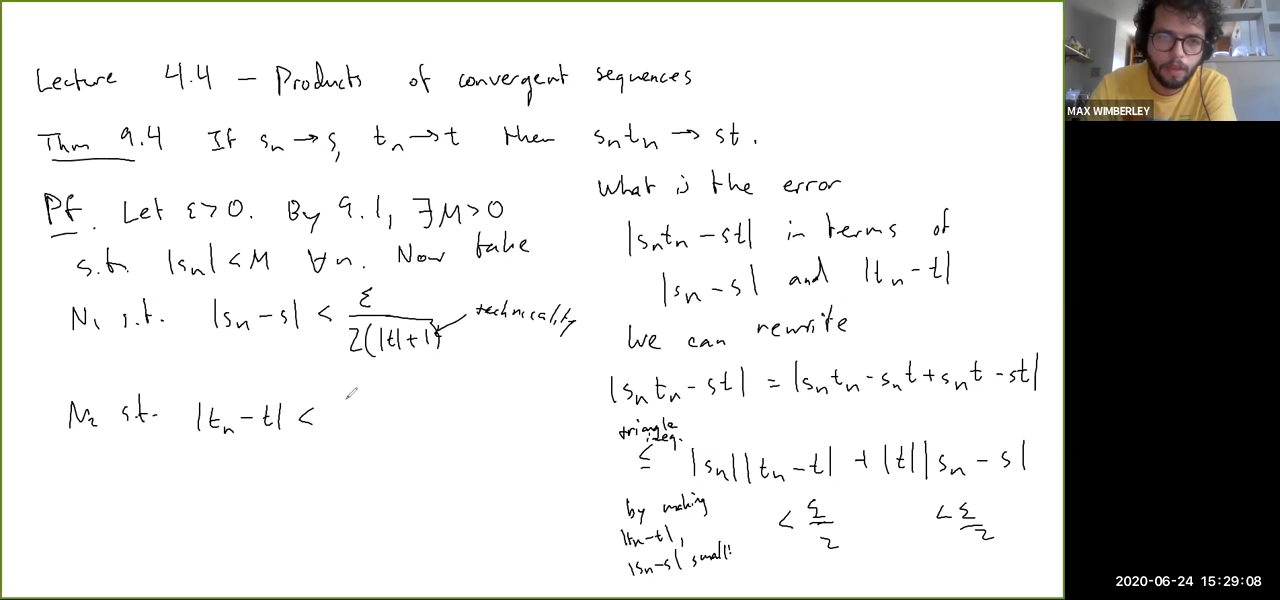 Lecture 4.4 – Products of convergent sequences
Thm 9.4 If sₙ → s, tₙ → t then sₙtₙ → st.
Pf. Let ε > 0. By 9.1, ∃M > 0
s.t. |sₙ| < M ∀n. Now take
N₁ s.t. |sₙ - s| < ε / 2(|t| + 1) technicality
N₂ s.t. |tₙ - t| <
What is the error
|sₙtₙ - st| in terms of
|sₙ - s| and |tₙ - t|
We can rewrite
|sₙtₙ - st| = |sₙtₙ - sₙt + sₙt - st|
triangle
ineq.
≤ |sₙ||tₙ - t| + |t||sₙ - s|
< ε/2 < ε/2
by making
|tₙ - t|,
|sₙ - s| small!
MAX WIMBERLEY
2020-06-24 15:29:08